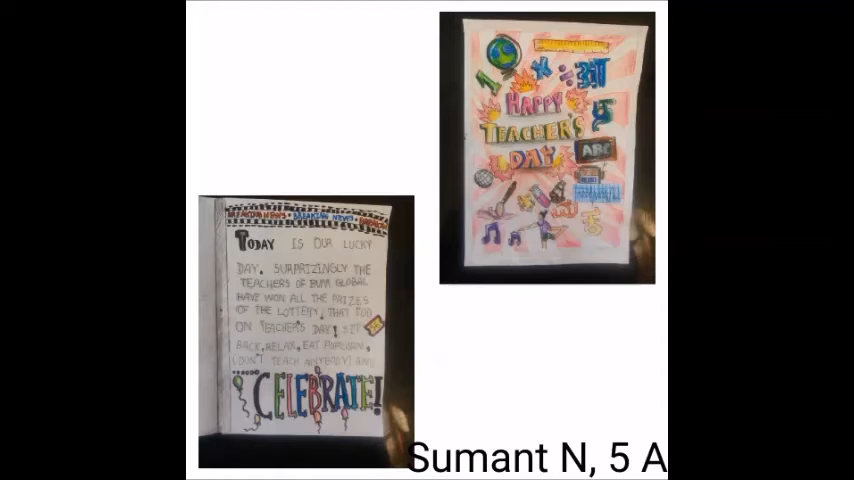 HAPPY
TEACHER'S
DAY
ABC
BREAKING NEWS • BREAKING NEWS •
TODAY IS OUR LUCKY
DAY. SURPRIZINGLY THE
TEACHERS OF BVM GLOBAL
HAVE WON ALL THE PRIZES
OF THE LOTTERY, THAT TOO
ON TEACHER'S DAY! SIT
BACK, RELAX, EAT POPCORN,
(DON'T TEACH ANYBODY) AND
CELEBRATE!
Sumant N, 5 A